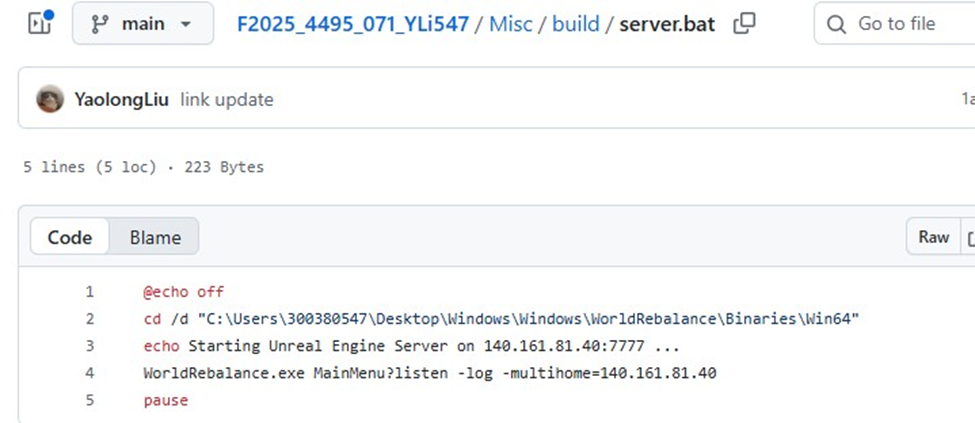 main
F2025_4495_071_YLi547 / Misc / build / server.bat
Go to file
YaolongLiu link update
5 lines (5 loc) · 223 Bytes
Code Blame
Raw
1 @echo off
2 cd /d "C:\Users\300380547\Desktop\Windows\Windows\WorldRebalance\Binaries\Win64"
3 echo Starting Unreal Engine Server on 140.161.81.40:7777 ...
4 WorldRebalance.exe MainMenu?listen -log -multihome=140.161.81.40
5 pause